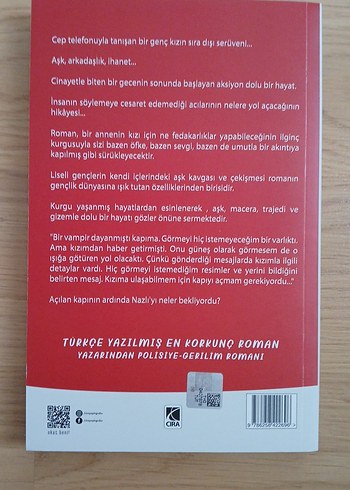 Cep telefonuyla tanışan bir genç kızın sıra dışı serüveni...
Aşk, arkadaşlık, ihanet...
Cinayetle biten bir gecenin sonunda başlayan aksiyon dolu bir hayat.
İnsanın söylemeye cesaret edemediği acılarının nelere yol açacağının
hikâyesi...
Roman, bir annenin kızı için ne fedakarlıklar yapabileceğinin ilginç
kurgusuyla sizi bazen öfke, bazen sevgi, bazen de umutla bir akıntıya
kapılmış gibi sürükleyecektir.
Liseli gençlerin kendi içlerindeki aşk kavgası ve çekişmesi romanın
gençlik dünyasına ışık tutan özelliklerinden birisidir.
Kurgu yaşanmış hayatlardan esinlenerek , aşk, macera, trajedi ve
gizemle dolu bir hayatı gözler önüne sermektedir.
"Bir vampir dayanmıştı kapıma. Görmeyi hiç istemeyeceğim bir varlıktı.
Ama kızımdan haber getirmişti. Onu güneş olarak görmesem de o
ışığa götüren yol olacaktı. Çünkü gönderdiği mesajlarda kızımla ilgili
detaylar vardı. Hiç görmeyi istemediğim resimler ve yerini bildiğini
belirten mesaj. Kızıma ulaşabilmem için kapıyı açmam gerekiyordu..."
Açılan kapının ardında Nazlı'yı neler bekliyordu?
TÜRKÇE YAZILMIŞ EN KORKUNÇ ROMAN
YAZARINDAN POLİSİYE-GERİLİM ROMANI
CIRA
9 786258 422696